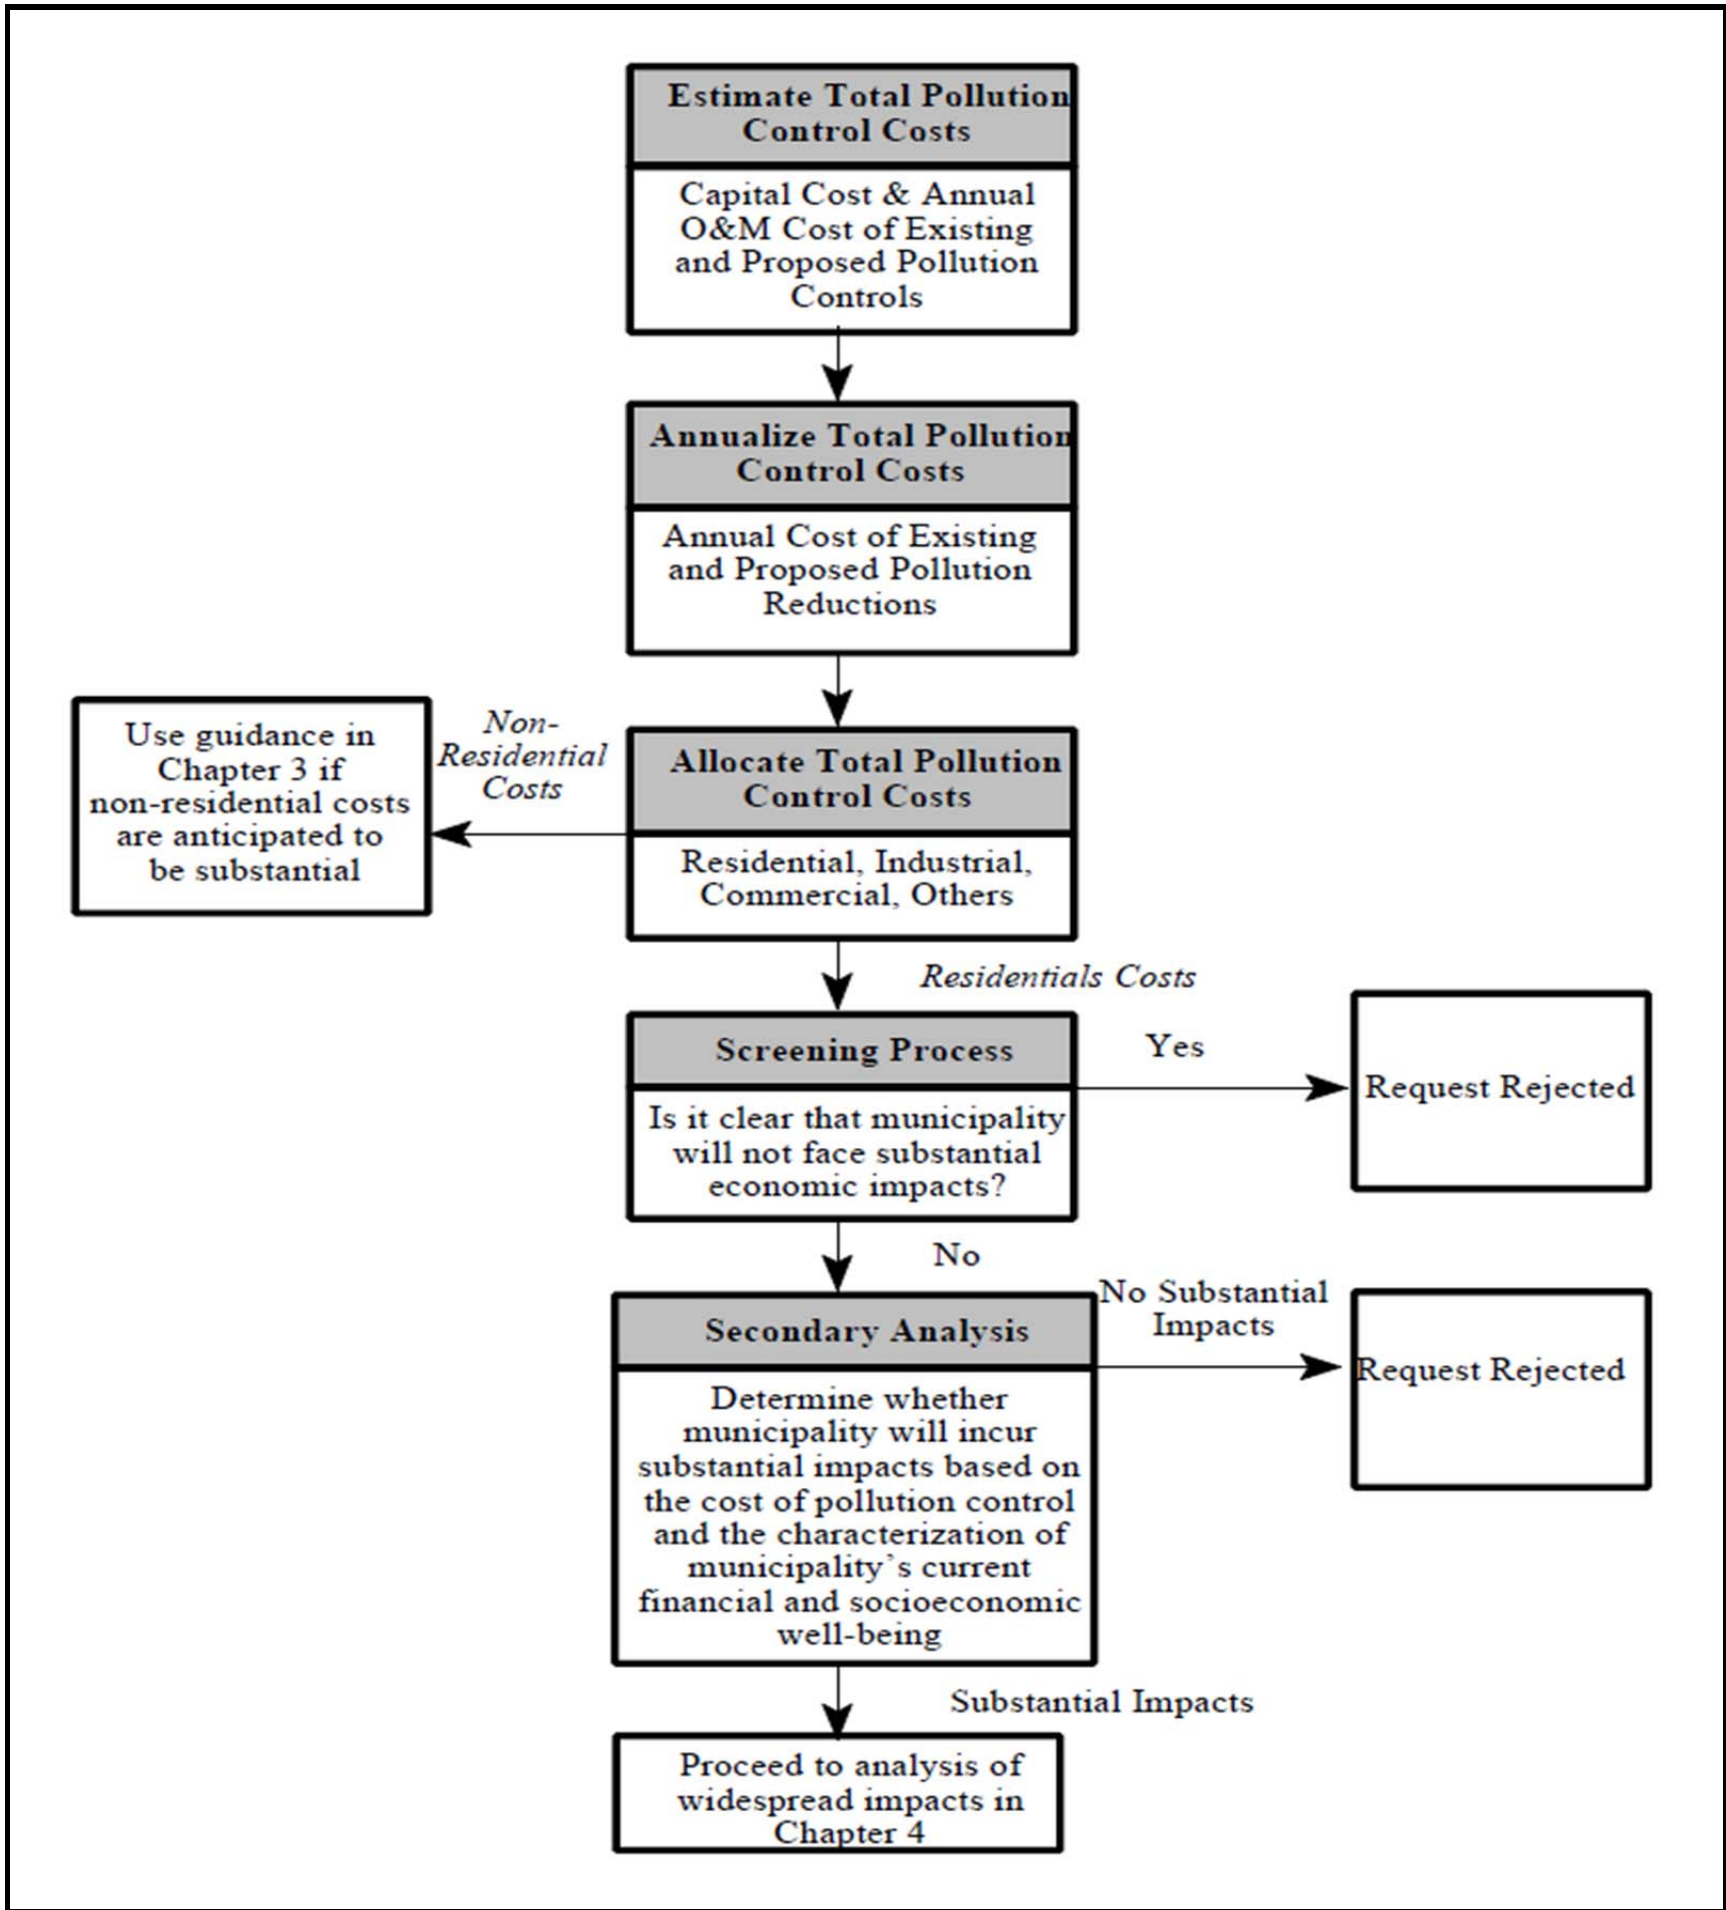 Estimate Total Pollution
Control Costs
Capital Cost & Annual
O&M Cost of Existing
and Proposed Pollution
Controls
Annualize Total Pollution
Control Costs
Annual Cost of Existing
and Proposed Pollution
Reductions
Use guidance in
Chapter 3 if
non-residential costs
are anticipated to
be substantial
Non-
Residential
Costs
Allocate Total Pollution
Control Costs
Residential, Industrial,
Commercial, Others
Residentials Costs
Screening Process
Is it clear that municipality
will not face substantial
economic impacts?
Yes
Request Rejected
No
Secondary Analysis
Determine whether
municipality will incur
substantial impacts based on
the cost of pollution control
and the characterization of
municipality's current
financial and socioeconomic
well-being
No Substantial
Impacts
Request Rejected
Substantial Impacts
Proceed to analysis of
widespread impacts in
Chapter 4